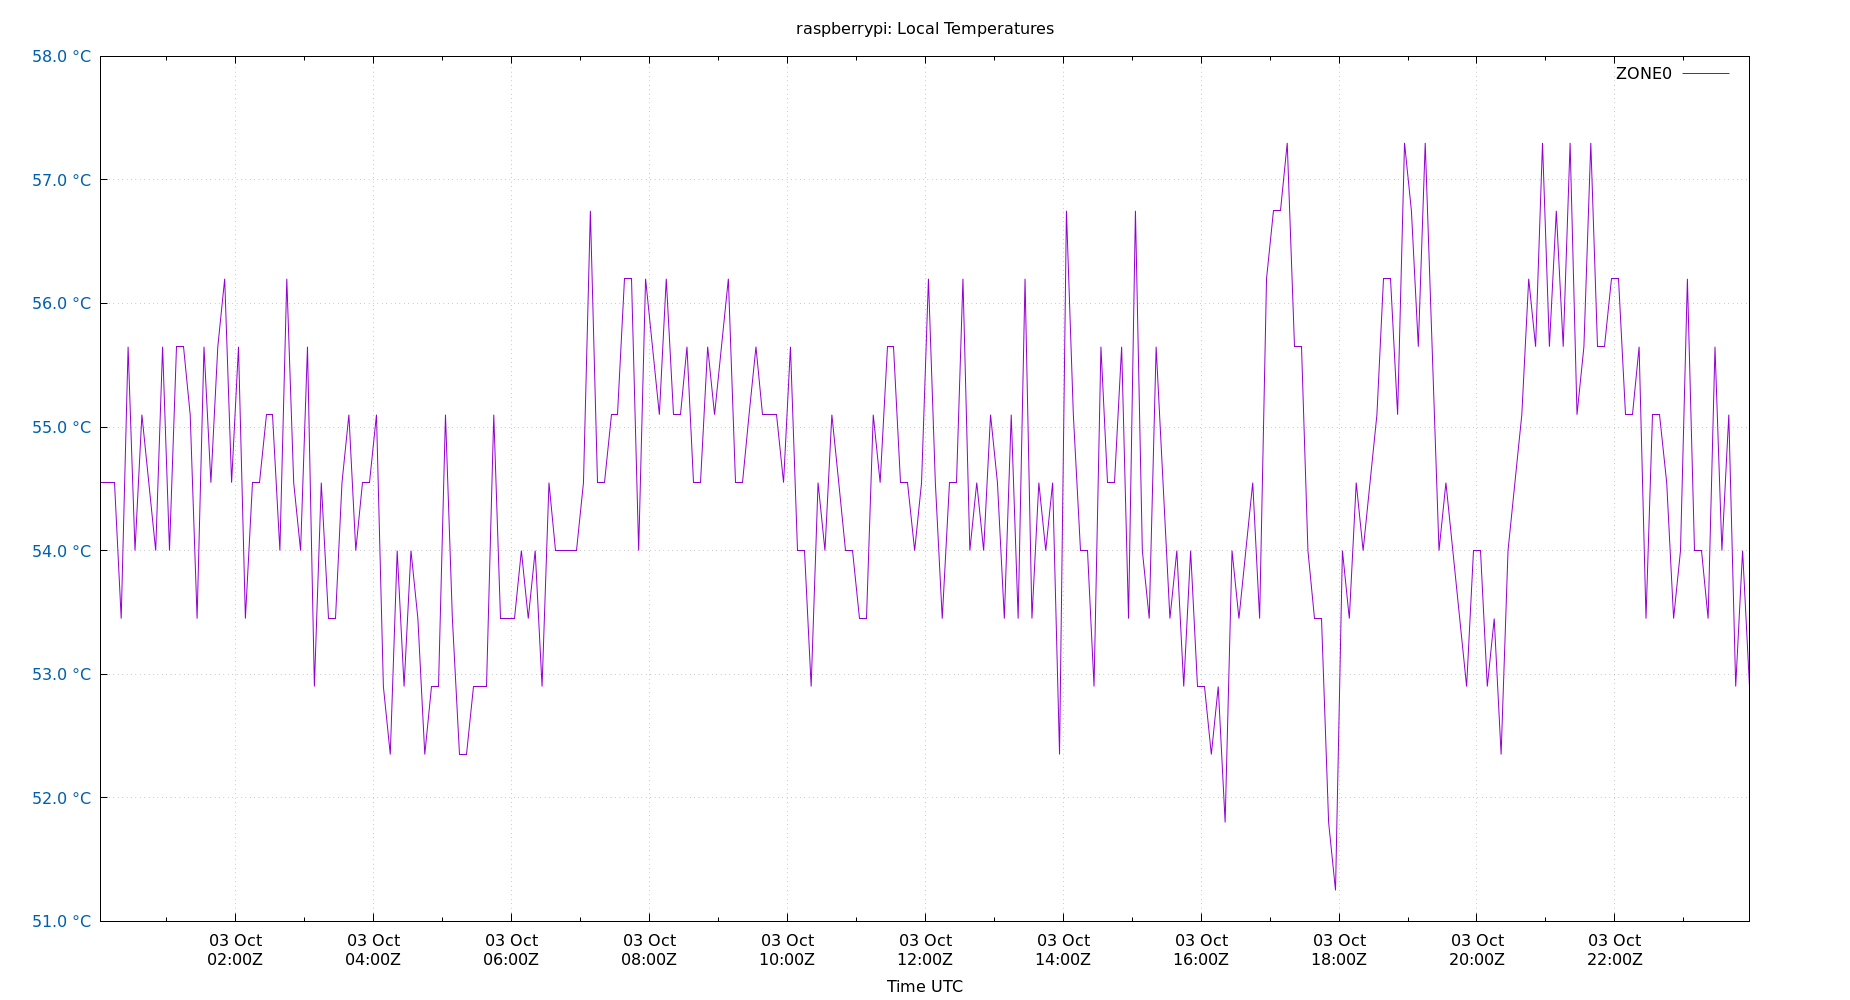 raspberrypi: Local Temperatures
58.0 °C
ZONE0
57.0 °C
56.0 °C
55.0 °C
54.0 °C
53.0 °C
52.0 °C
51.0 °C
03 Oct 03 Oct 03 Oct 03 Oct 03 Oct 03 Oct 03 Oct 03 Oct 03 Oct 03 Oct 03 Oct
02:00Z 04:00Z 06:00Z 08:00Z 10:00Z 12:00Z 14:00Z 16:00Z 18:00Z 20:00Z 22:00Z
Time UTC